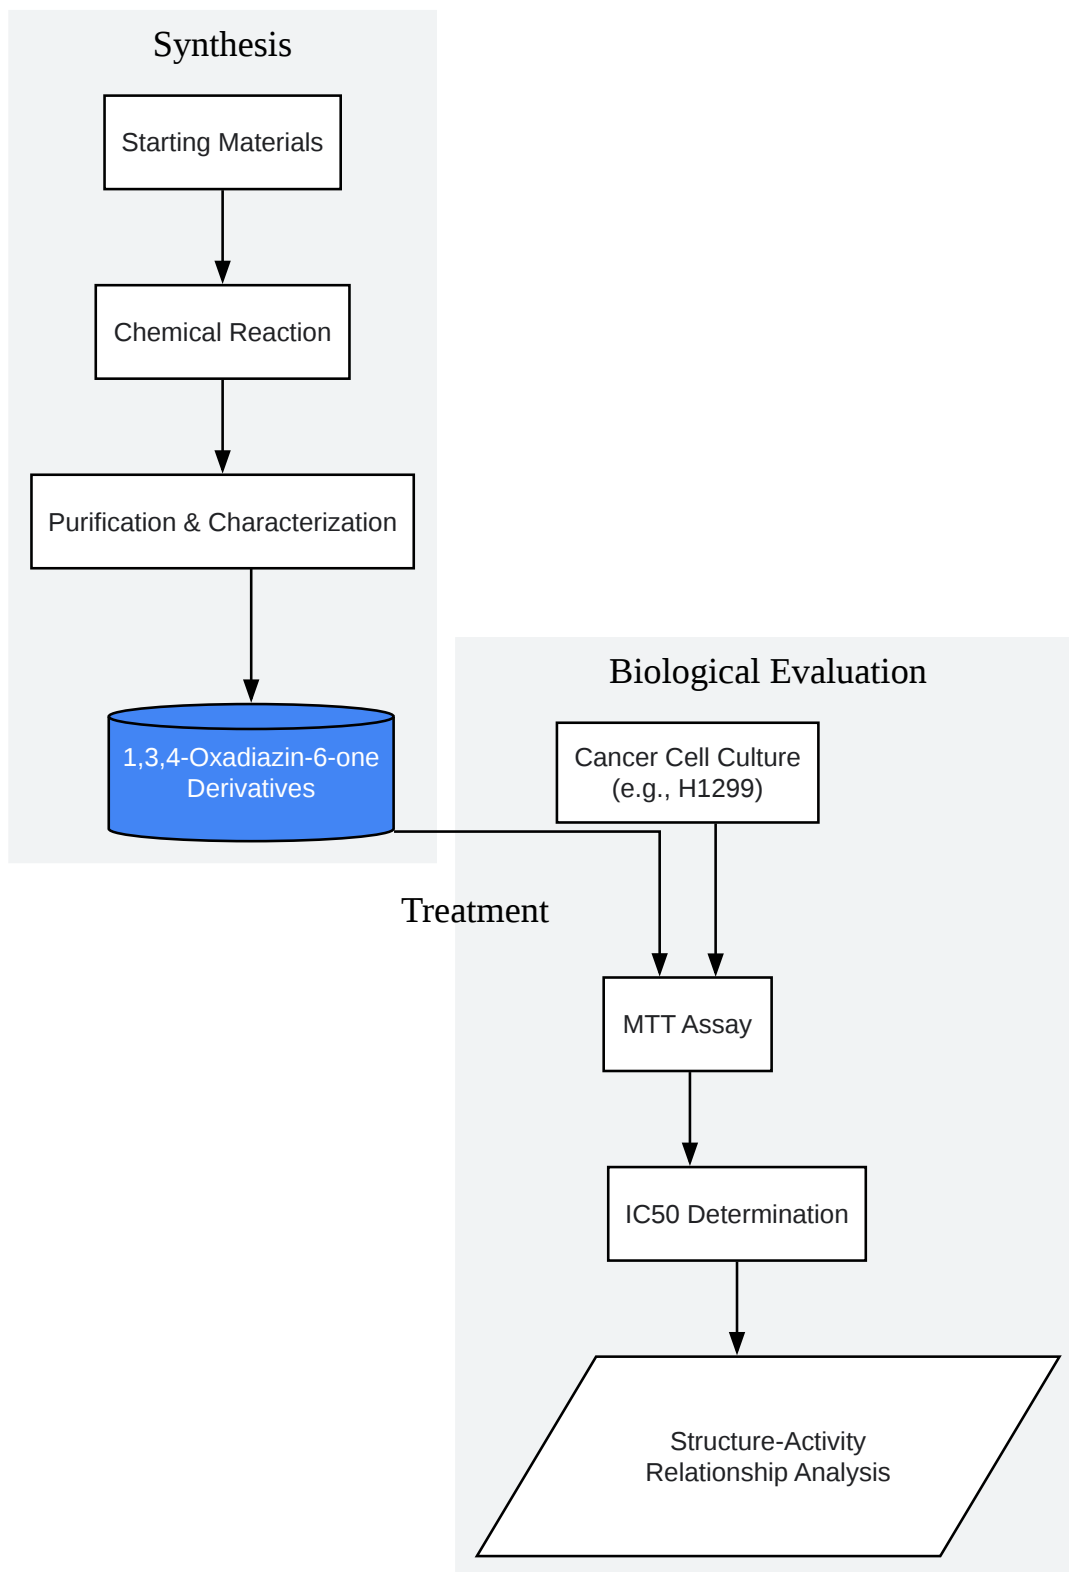 Synthesis
Starting Materials
Chemical Reaction
Purification & Characterization
1,3,4-Oxadiazin-6-one
Derivatives
Biological Evaluation
Cancer Cell Culture
(e.g., H1299)
Treatment
MTT Assay
IC50 Determination
Structure-Activity
Relationship Analysis